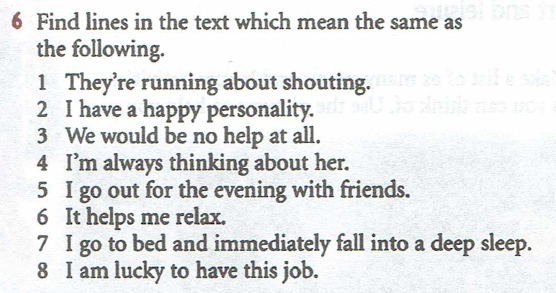 6 Find lines in the text which mean the same as
the following.
1 They're running about shouting.
2 I have a happy personality.
3 We would be no help at all.
4 I'm always thinking about her.
5 I go out for the evening with friends.
6 It helps me relax.
7 I go to bed and immediately fall into a deep sleep.
8 I am lucky to have this job.